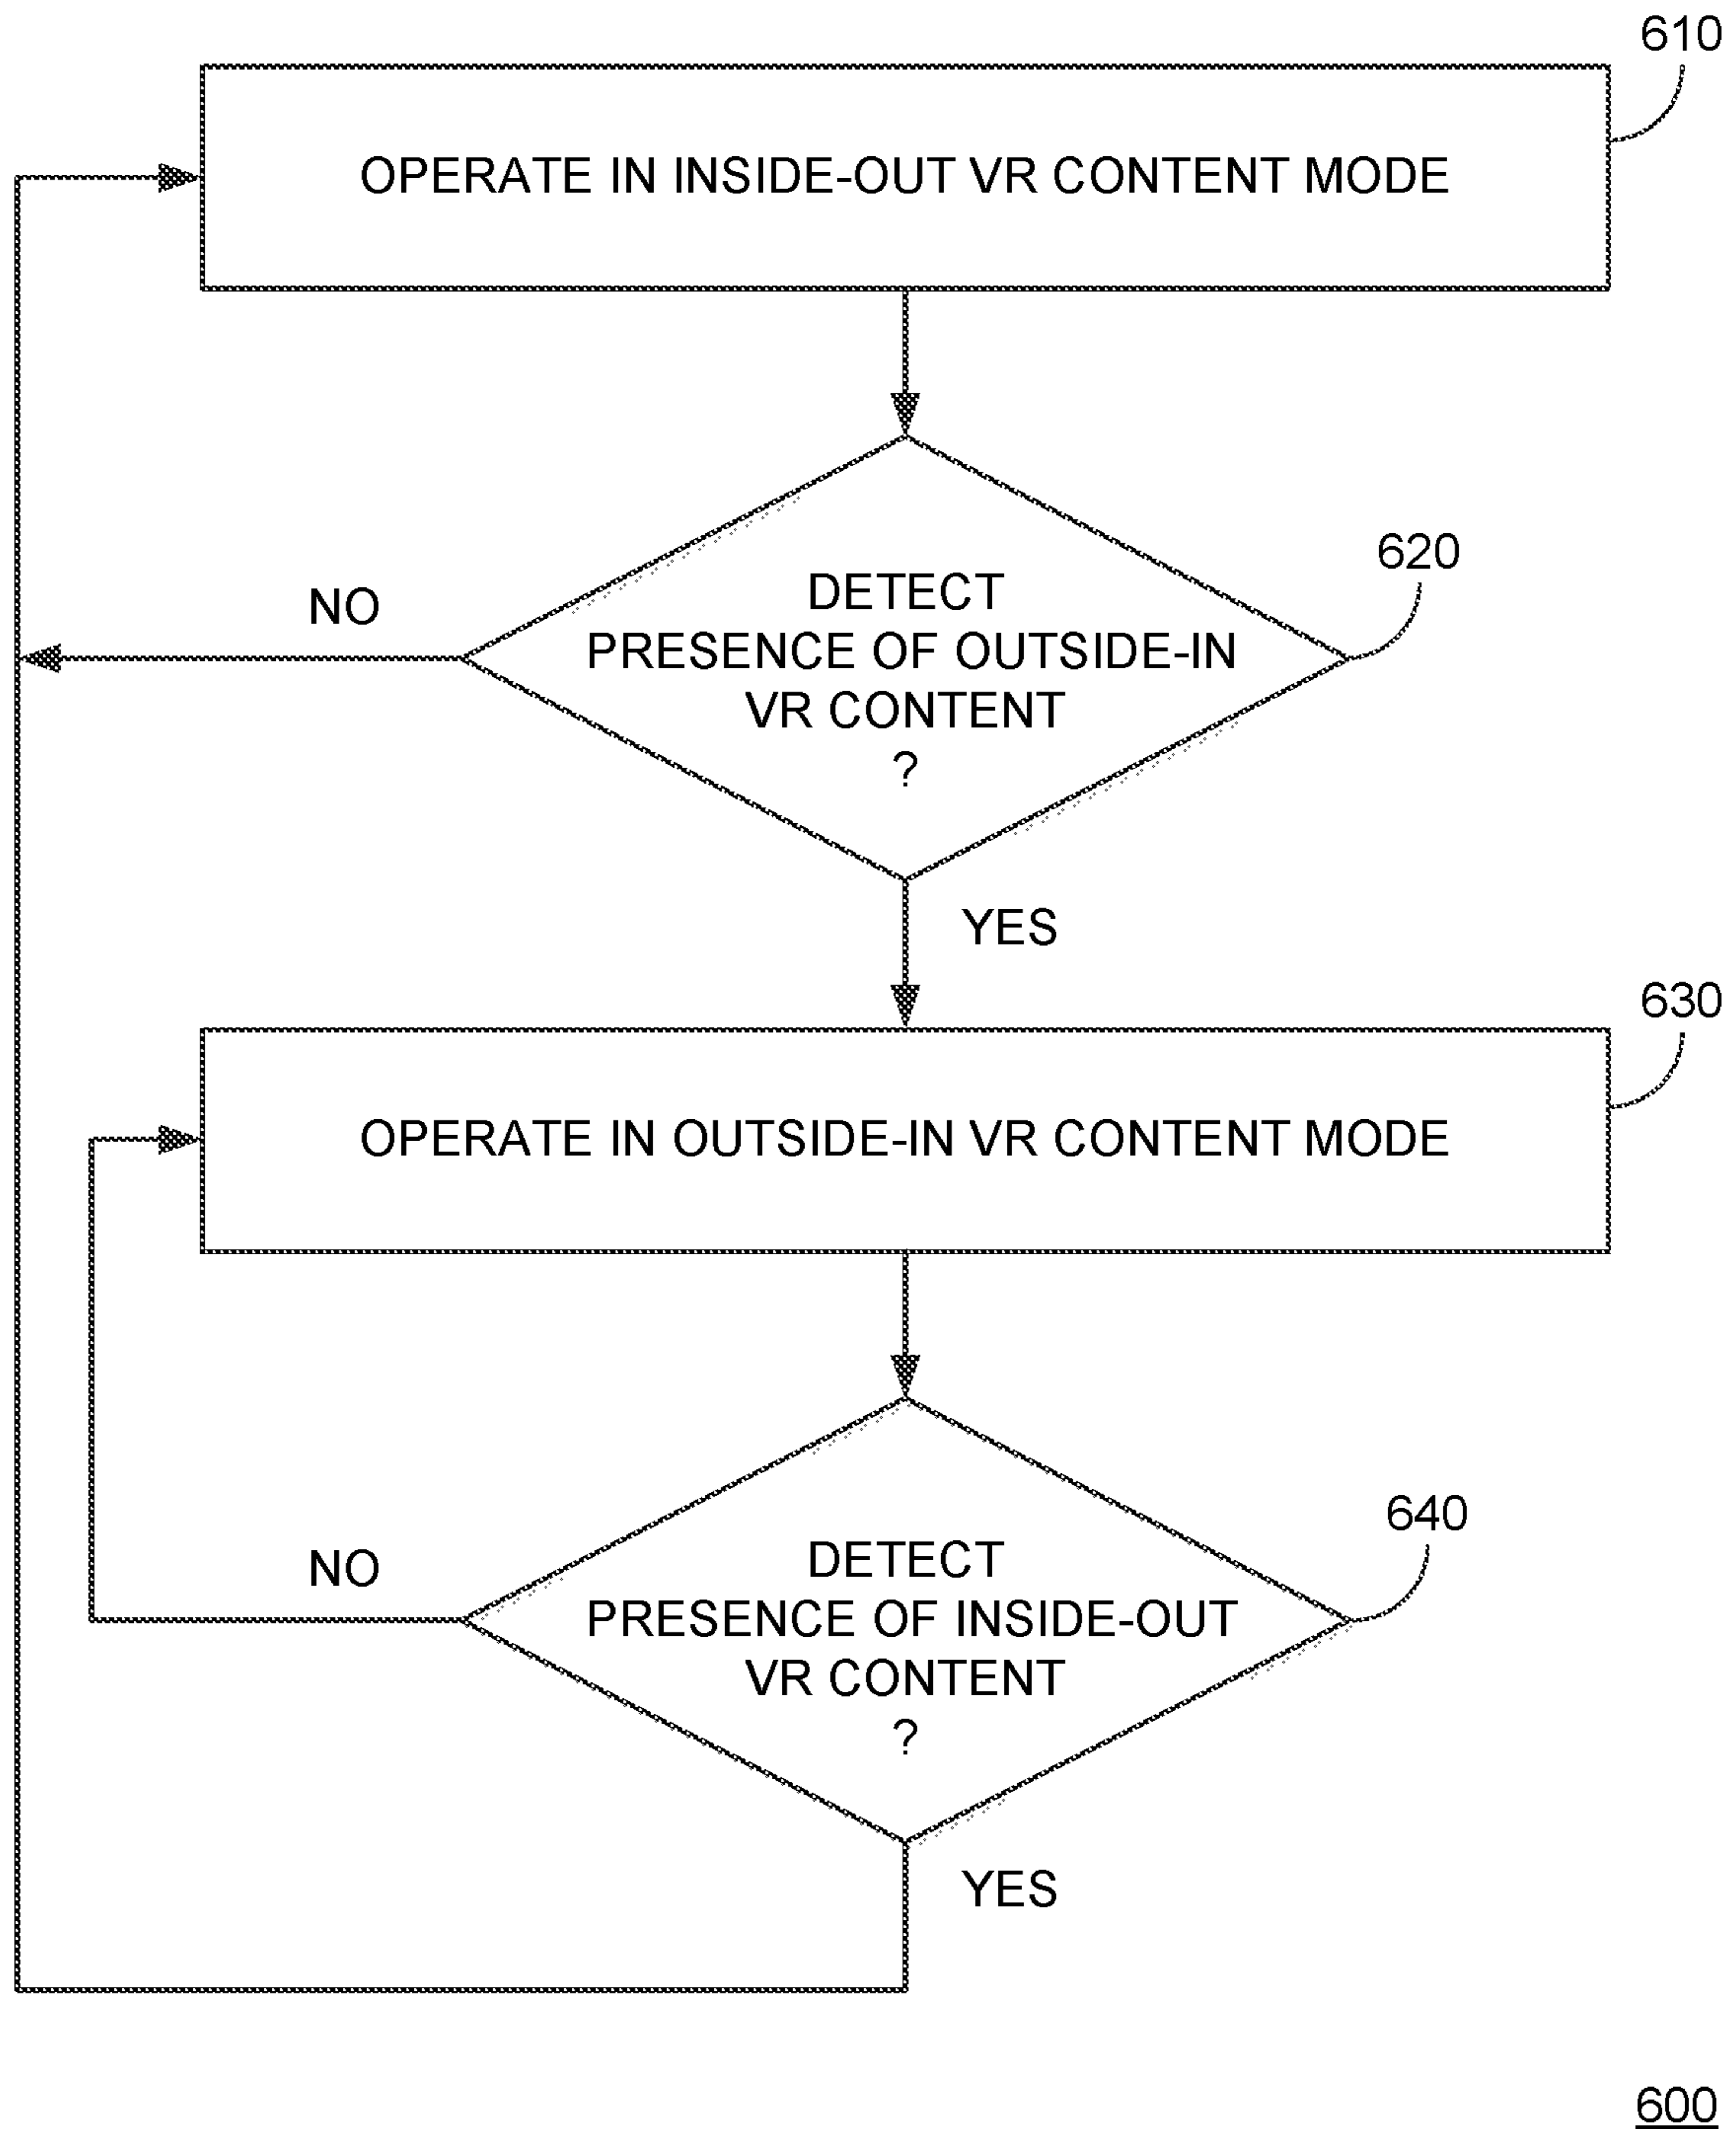 610
OPERATE IN INSIDE-OUT VR CONTENT MODE
620
NO
DETECT
PRESENCE OF OUTSIDE-IN
VR CONTENT
?
YES
630
OPERATE IN OUTSIDE-IN VR CONTENT MODE
640
NO
DETECT
PRESENCE OF INSIDE-OUT
VR CONTENT
?
YES
600